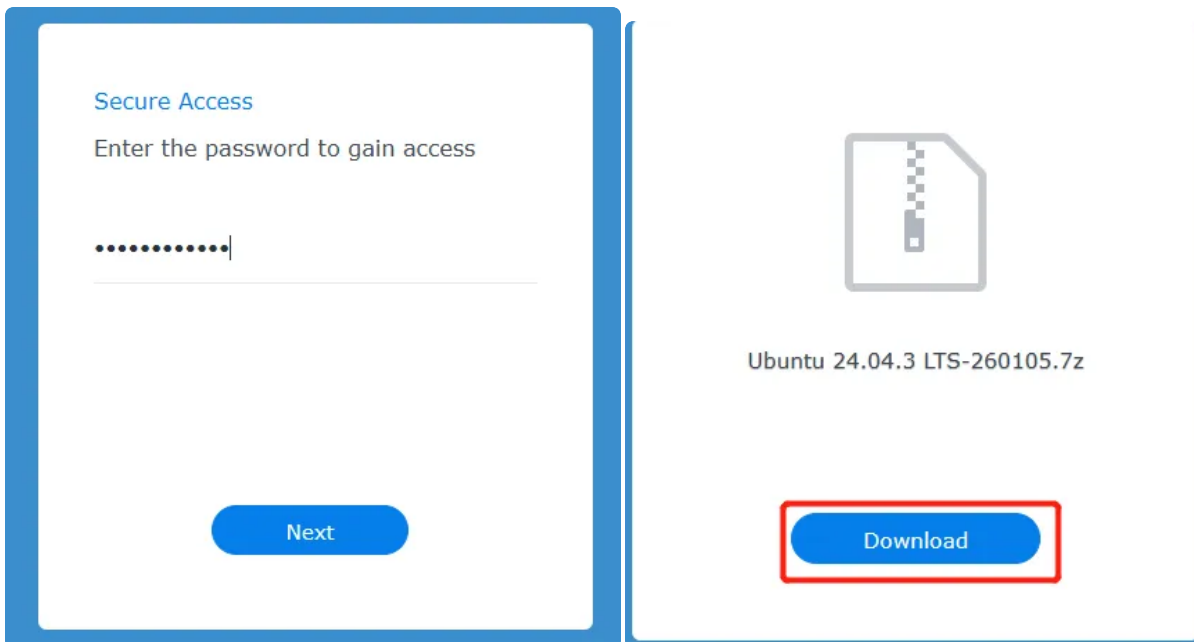 Secure Access
Enter the password to gain access
••••••••••••
Next
Ubuntu 24.04.3 LTS-260105.7z
Download